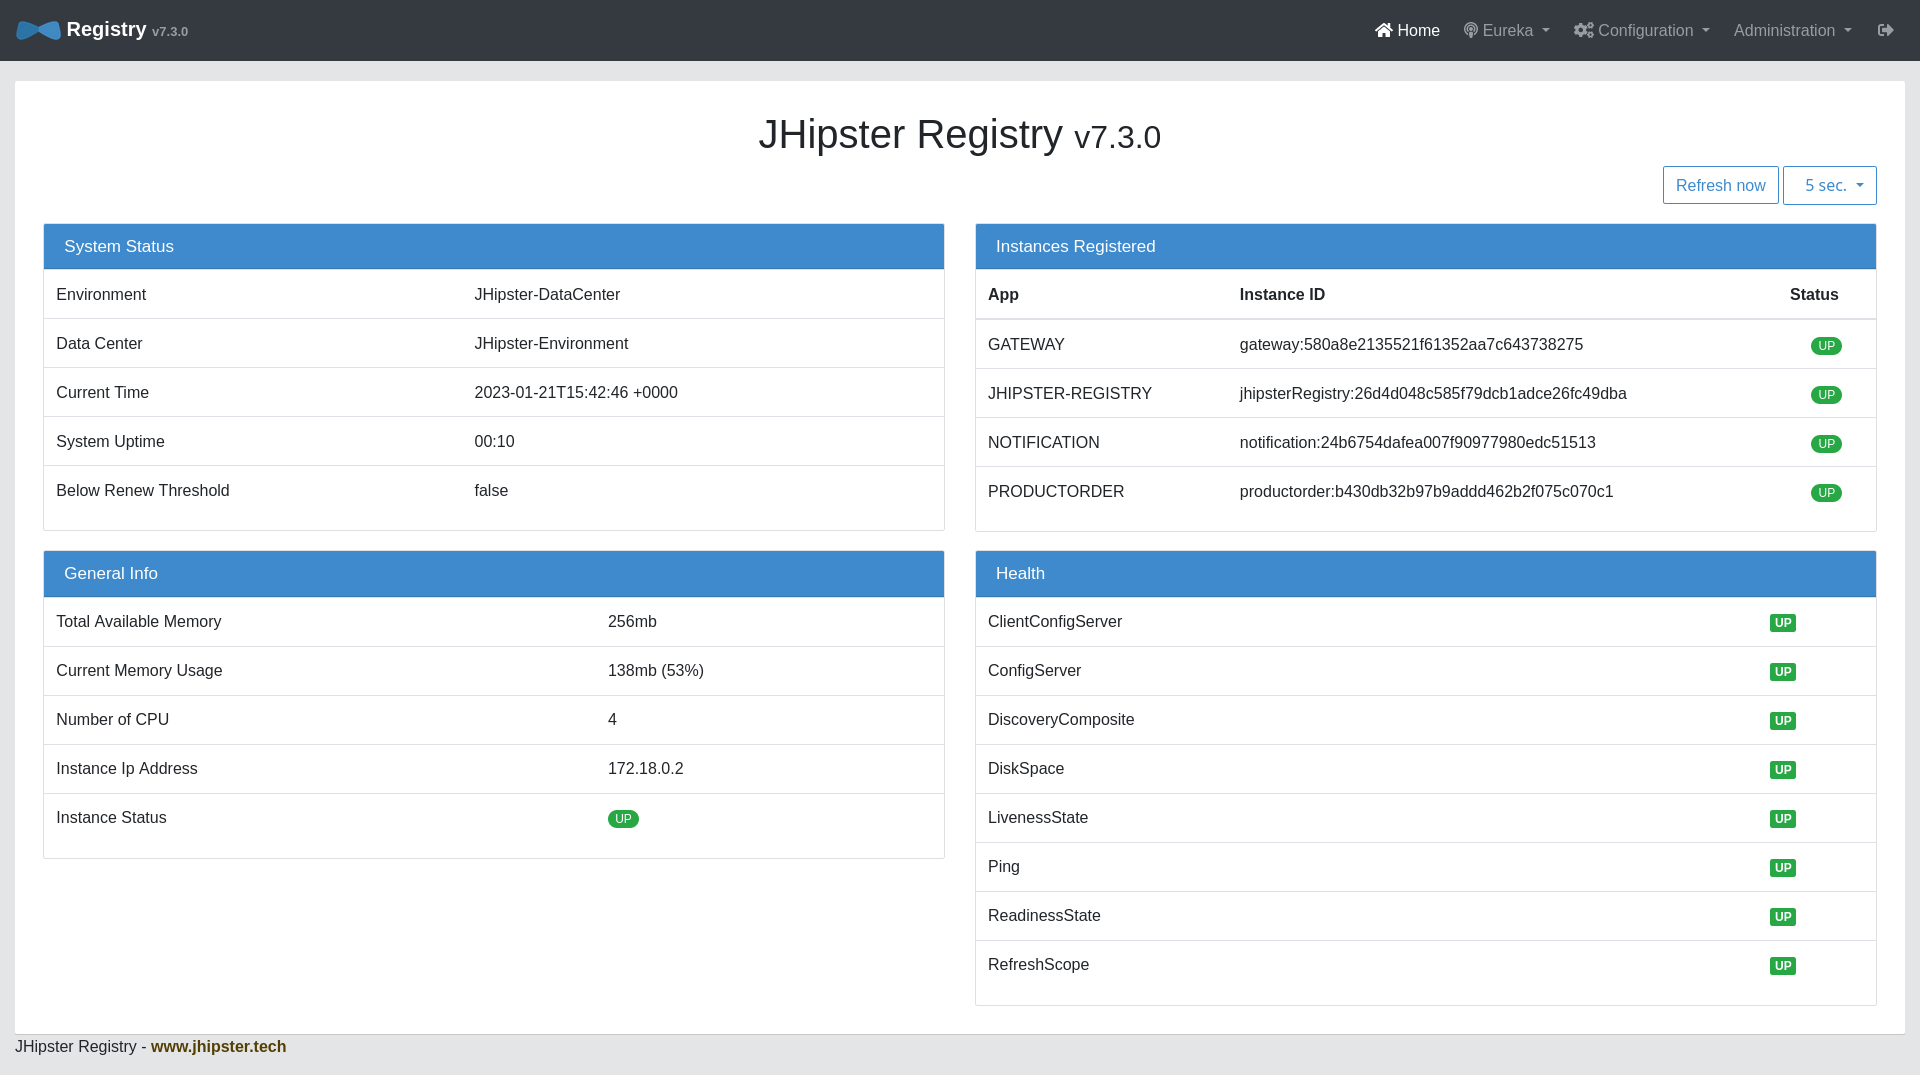 Registry v7.3.0
Home
Eureka
Configuration
Administration
JHipster Registry v7.3.0
Refresh now
5 sec.
System Status
Environment JHipster-DataCenter
Data Center JHipster-Environment
Current Time 2023-01-21T15:42:46 +0000
System Uptime 00:10
Below Renew Threshold false
Instances Registered
App Instance ID Status
GATEWAY gateway:580a8e2135521f61352aa7c643738275 UP
JHIPSTER-REGISTRY jhipsterRegistry:26d4d048c585f79dcb1adce26fc49dba UP
NOTIFICATION notification:24b6754dafea007f90977980edc51513 UP
PRODUCTORDER productorder:b430db32b97b9addd462b2f075c070c1 UP
General Info
Total Available Memory 256mb
Current Memory Usage 138mb (53%)
Number of CPU 4
Instance Ip Address 172.18.0.2
Instance Status UP
Health
ClientConfigServer UP
ConfigServer UP
DiscoveryComposite UP
DiskSpace UP
LivenessState UP
Ping UP
ReadinessState UP
RefreshScope UP
JHipster Registry - www.jhipster.tech